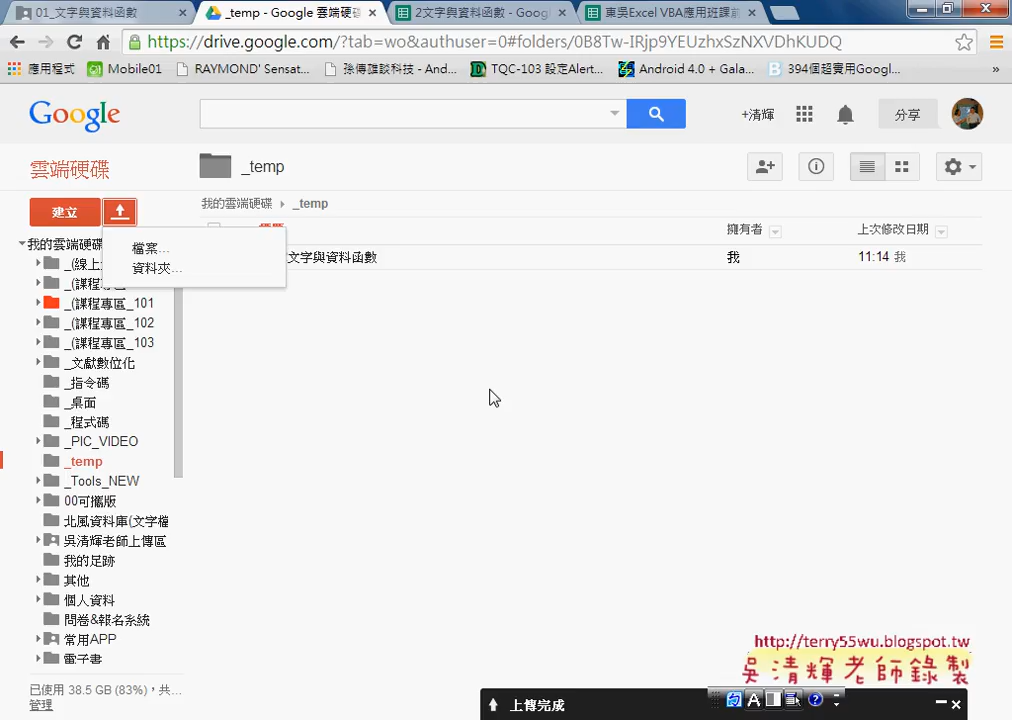 01_文字與資料函數
_temp - Google 雲端硬碟
2文字與資料函數 - Goog
東吳Excel VBA應用班課前
https://drive.google.com/?tab=wo&authuser=0#folders/0B8Tw-IRjp9YEUzhxSzNXVDhKUDQ
應用程式
Mobile01
RAYMOND' Sensat...
孫傳雄談科技 - And...
TQC-103 設定Alert...
Android 4.0 + Gala...
394個超實用Googl...
»
Google
+清輝
分享
雲端硬碟
_temp
建立
我的雲端硬碟 › _temp
擁有者
上次修改日期
檔案...
資料夾...
文字與資料函數
我
11:14 我
我的雲端硬碟
_(線上
_(課程專
_(課程專區_101
_(課程專區_102
_(課程專區_103
_文獻數位化
_指令碼
_桌面
_程式碼
_PIC_VIDEO
_temp
_Tools_NEW
00可攜版
北風資料庫(文字檔
吳清輝老師上傳區
我的足跡
其他
個人資料
問卷&報名系統
常用APP
電子書
已使用 38.5 GB (83%)，共...
管理
http://terry55wu.blogspot.tw
吳清輝老師錄製
上傳完成